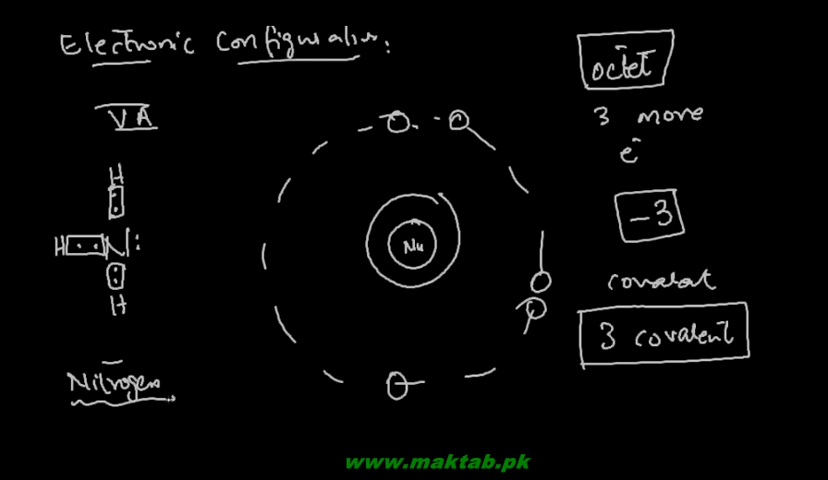 Electronic Configuration:
octet
VA
3 more
e⁻
H
H N:
H
Nu
-3
covalent
3 covalent
Nitrogen
www.maktab.pk